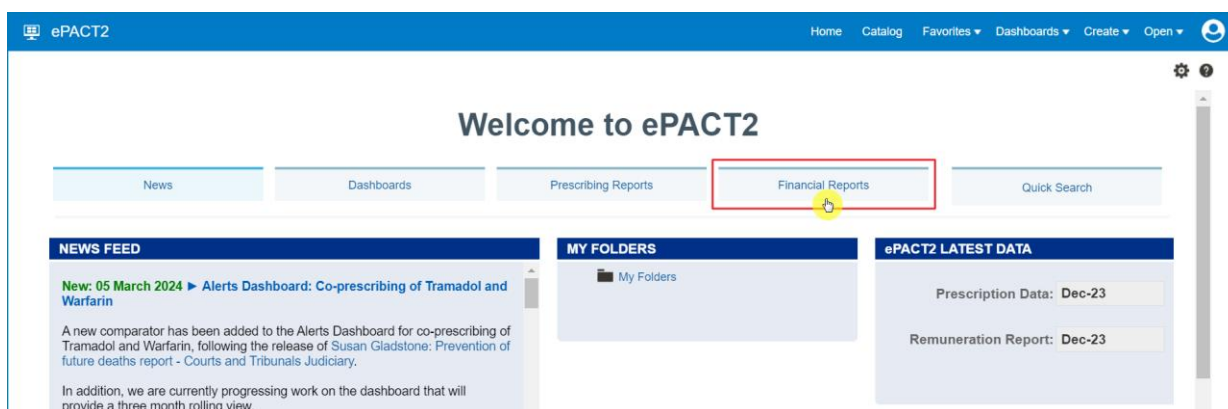 ePACT2
Home Catalog Favorites Dashboards Create Open
Welcome to ePACT2
News Dashboards Prescribing Reports Financial Reports Quick Search
NEWS FEED
New: 05 March 2024 ► Alerts Dashboard: Co-prescribing of Tramadol and
Warfarin
A new comparator has been added to the Alerts Dashboard for co-prescribing of
Tramadol and Warfarin, following the release of Susan Gladstone: Prevention of
future deaths report - Courts and Tribunals Judiciary.
In addition, we are currently progressing work on the dashboard that will
provide a three month rolling view
MY FOLDERS
My Folders
ePACT2 LATEST DATA
Prescription Data: Dec-23
Remuneration Report: Dec-23